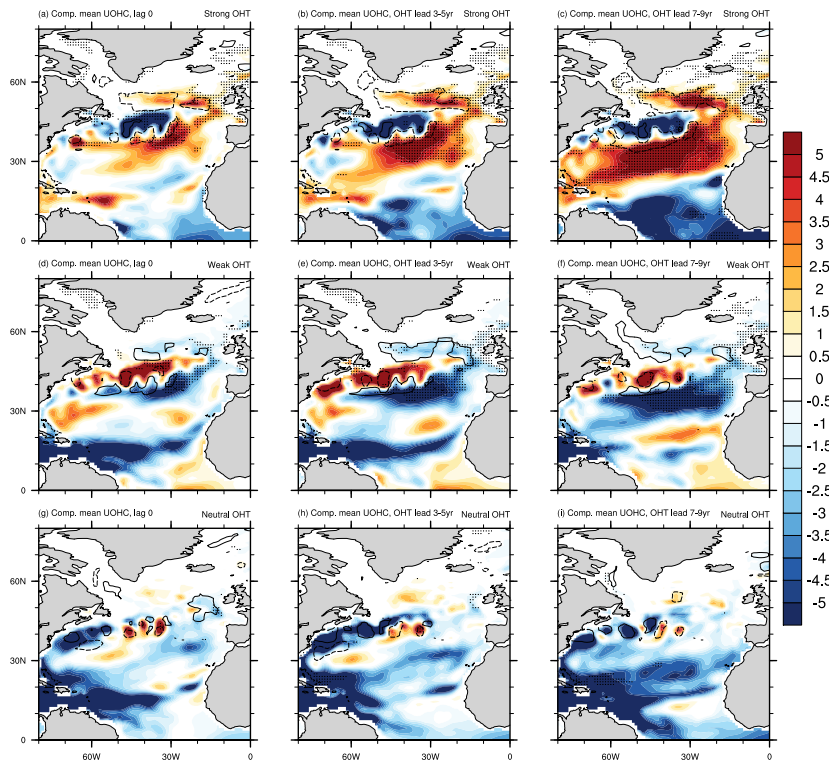 (a) Comp. mean UOHC, lag 0 Strong OHT
(b) Comp. mean UOHC, OHT lead 3-5yr Strong OHT
(c) Comp. mean UOHC, OHT lead 7-9yr Strong OHT
60N
30N
0
(d) Comp. mean UOHC, lag 0 Weak OHT
(e) Comp. mean UOHC, OHT lead 3-5yr Weak OHT
(f) Comp. mean UOHC, OHT lead 7-9yr Weak OHT
60N
30N
0
(g) Comp. mean UOHC, lag 0 Neutral OHT
(h) Comp. mean UOHC, OHT lead 3-5yr Neutral OHT
(i) Comp. mean UOHC, OHT lead 7-9yr Neutral OHT
60N
30N
0
60W 30W 0
60W 30W 0
60W 30W 0
5
4.5
4
3.5
3
2.5
2
1.5
1
0.5
0
-0.5
-1
-1.5
-2
-2.5
-3
-3.5
-4
-4.5
-5